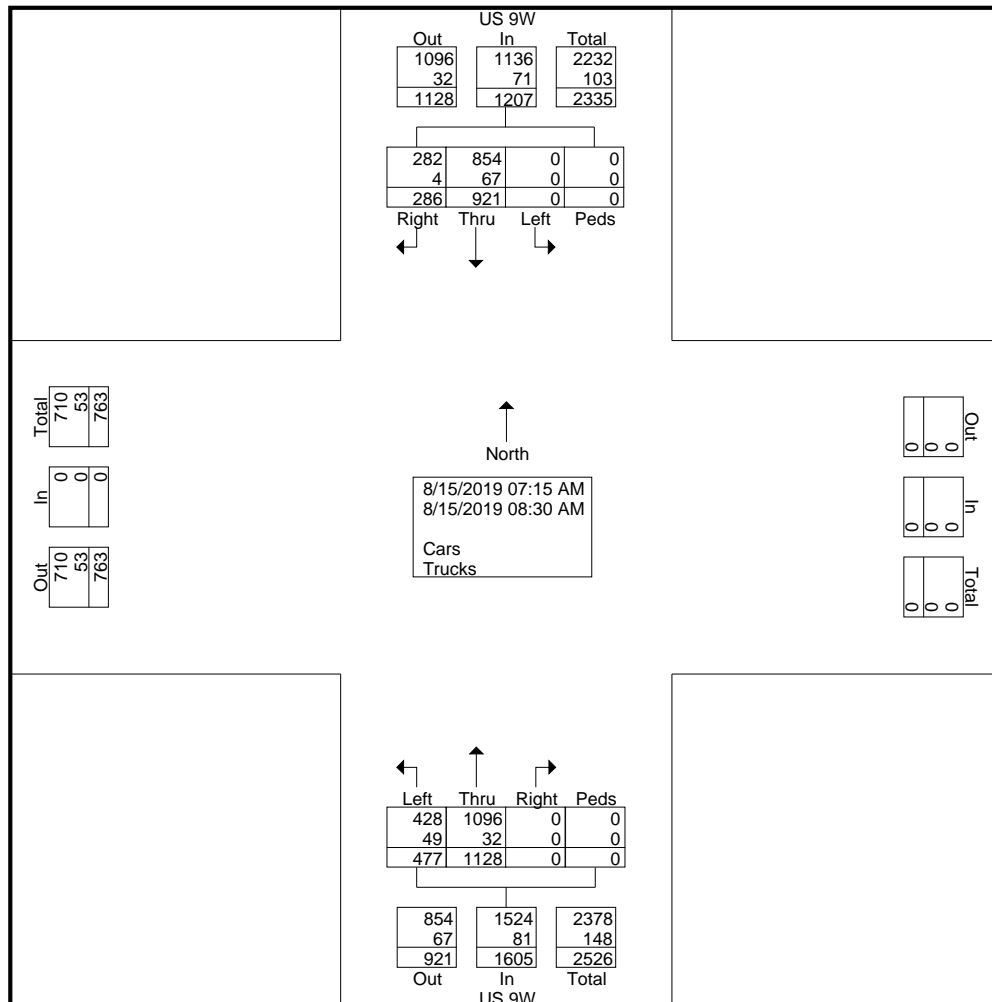 US 9W
Out In Total
1096 1136 2232
32 71 103
1128 1207 2335
282 854 0 0
4 67 0 0
286 921 0 0
Right Thru Left Peds
Total
710
53
763
In
0
0
0
Out
710
53
763
North
8/15/2019 07:15 AM
8/15/2019 08:30 AM
Cars
Trucks
Out
0
0
0
In
0
0
0
Total
0
0
0
Left Thru Right Peds
428 1096 0 0
49 32 0 0
477 1128 0 0
854 1524 2378
67 81 148
921 1605 2526
Out In Total
US 9W